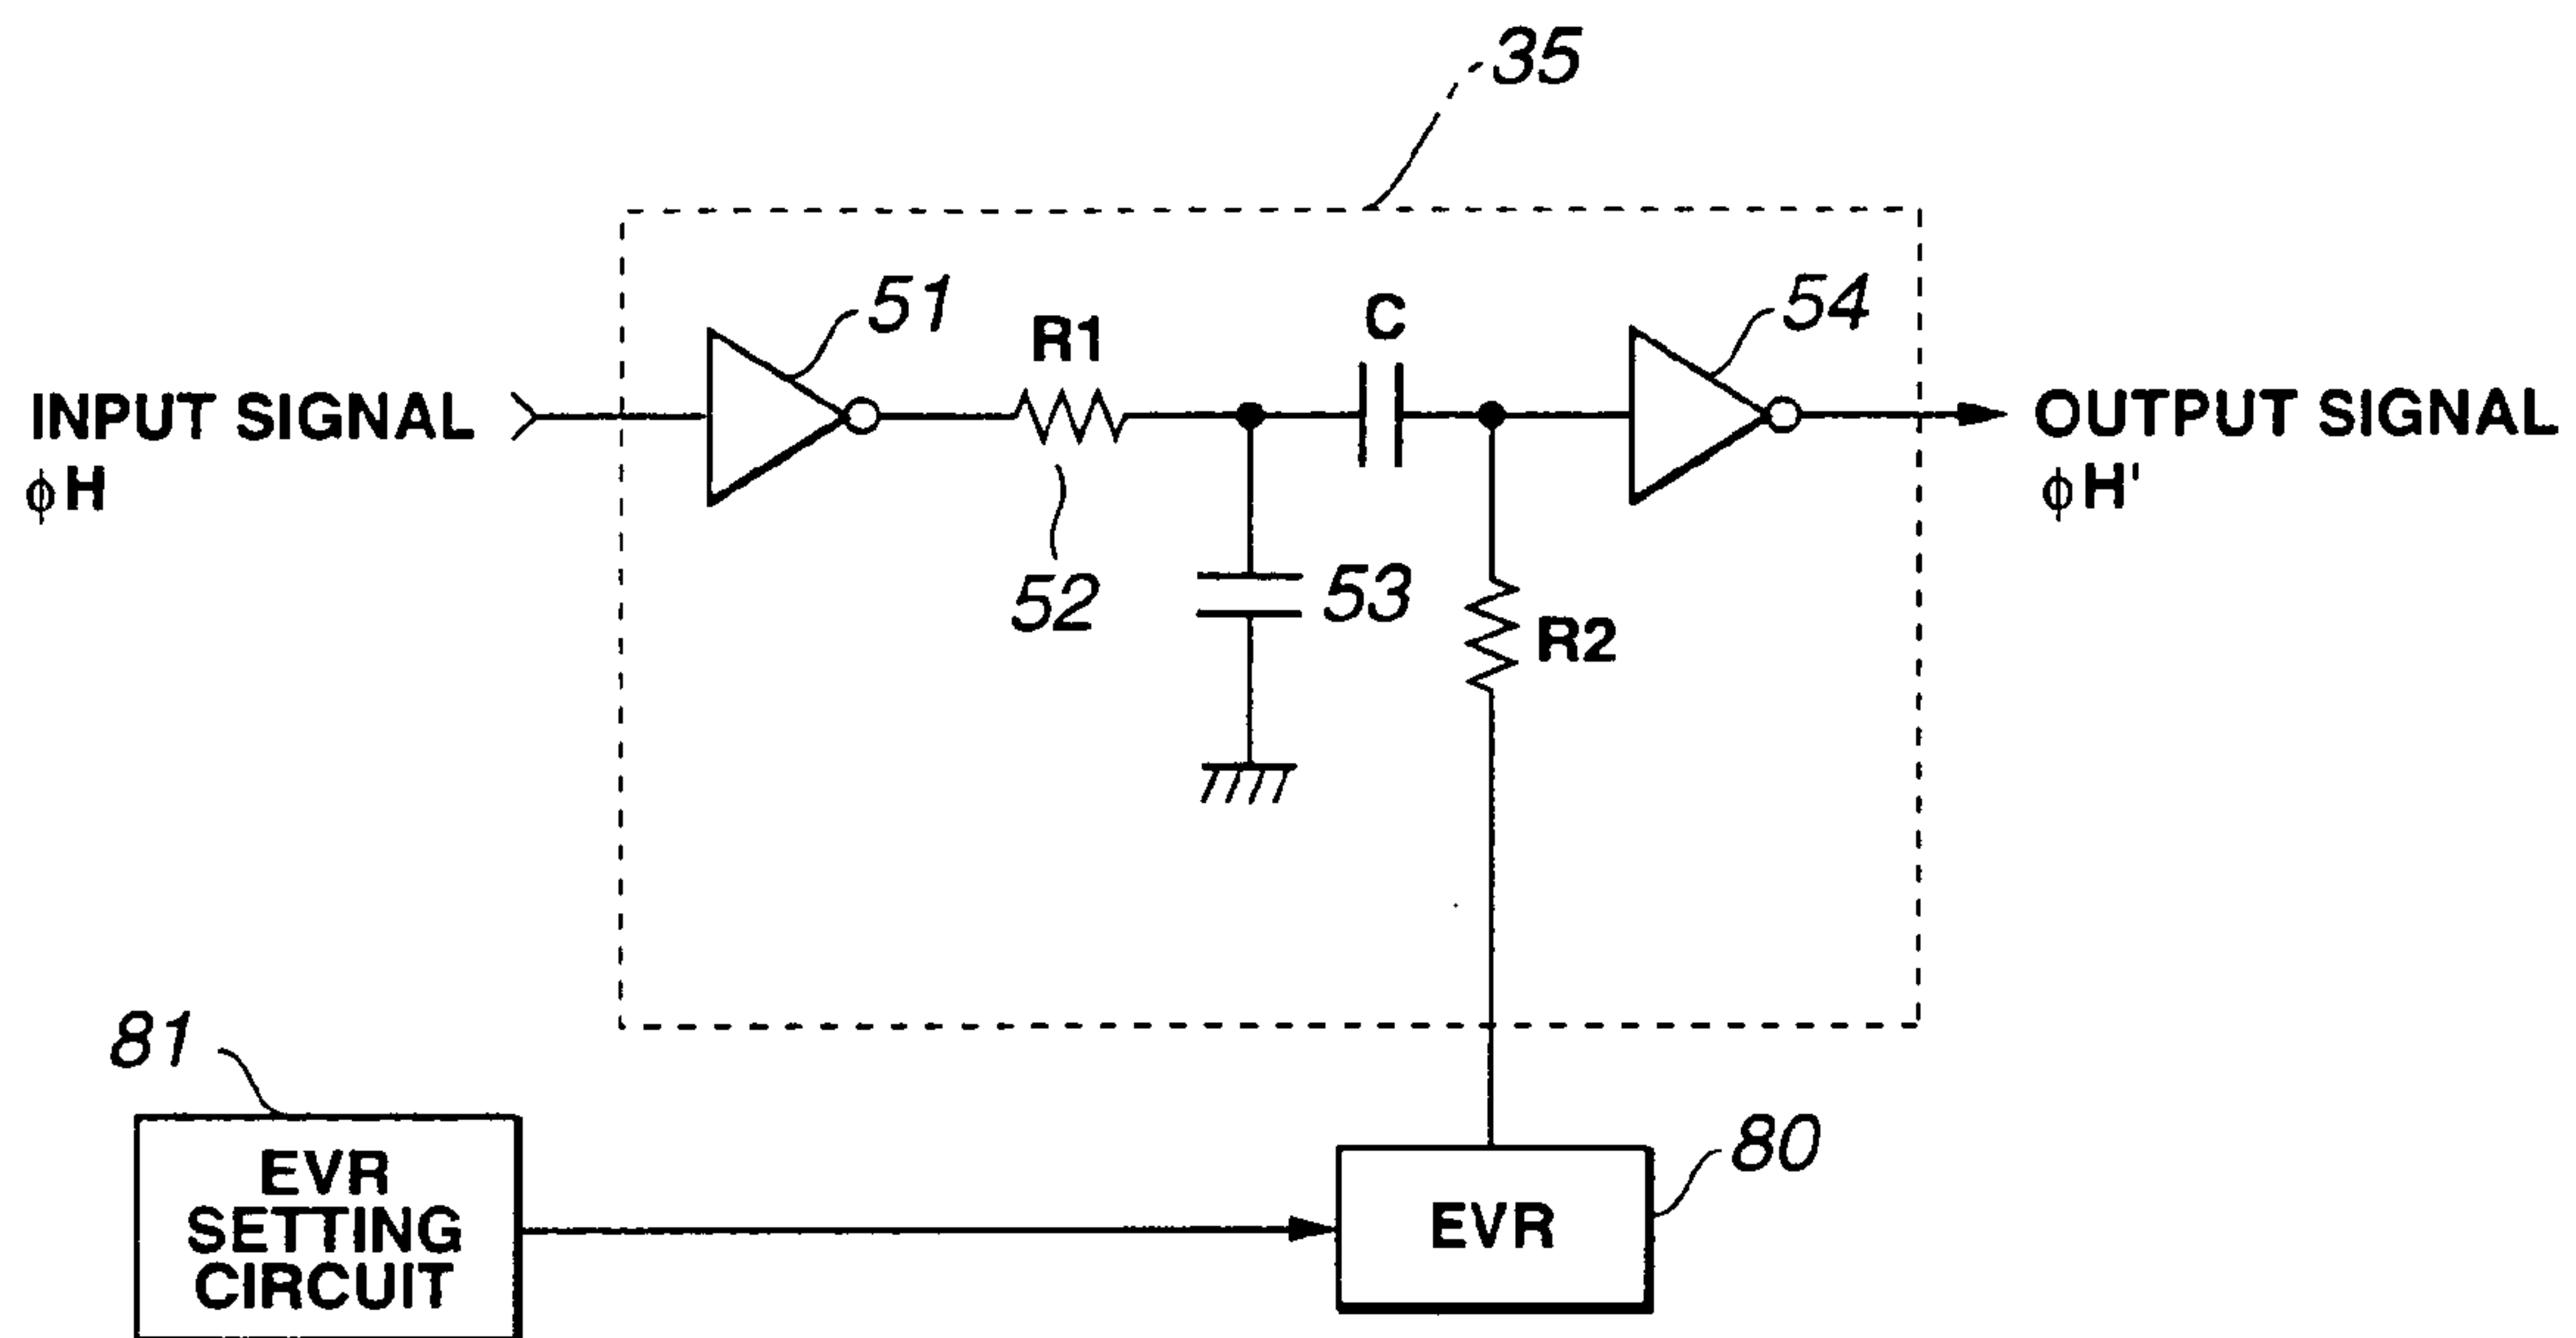 35
51
R1
C
54
INPUT SIGNAL
φH
OUTPUT SIGNAL
φH'
52
53
R2
81
EVR
SETTING
CIRCUIT
80
EVR